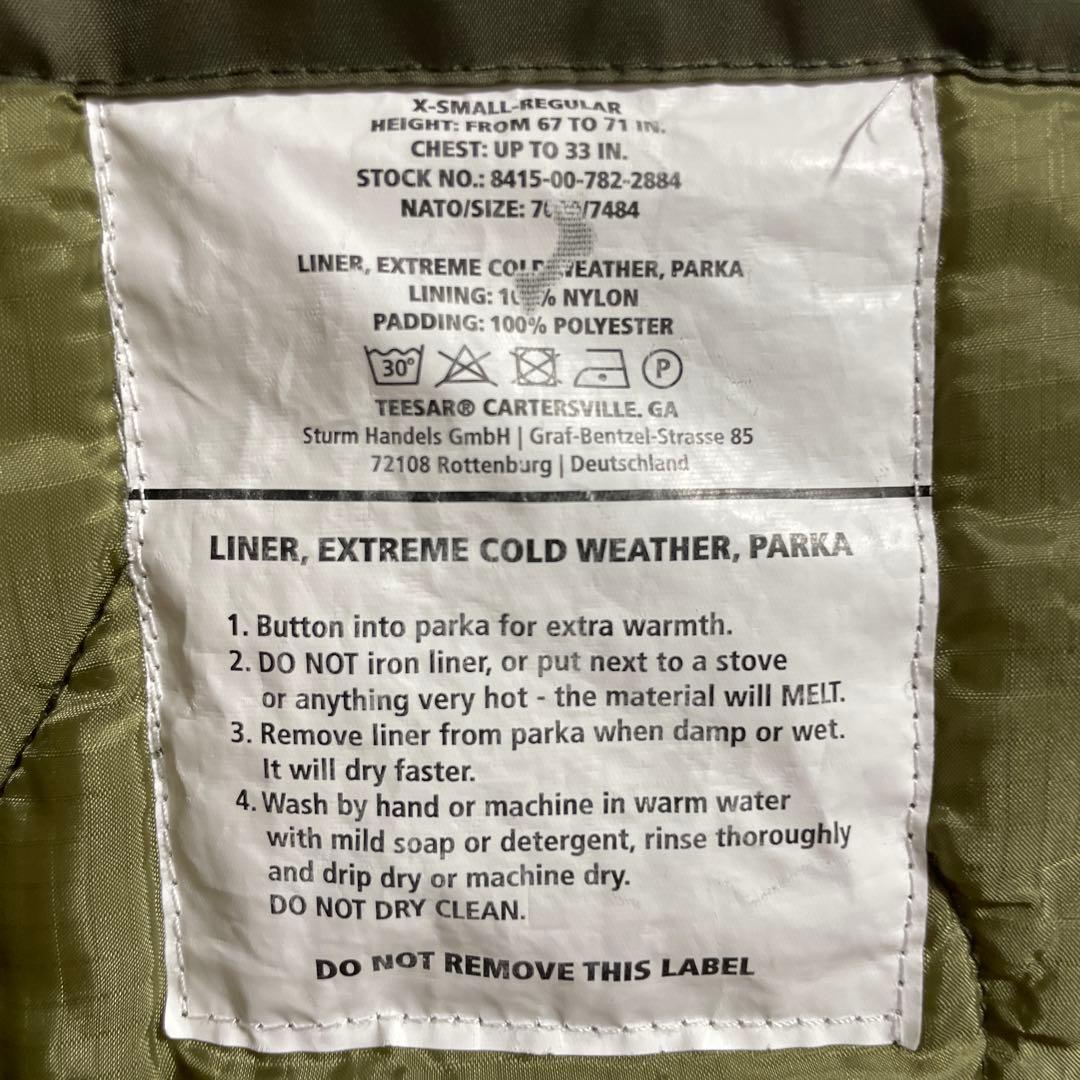 X-SMALL-REGULAR
HEIGHT: FROM 67 TO 71 IN.
CHEST: UP TO 33 IN.
STOCK NO.: 8415-00-782-2884
NATO/SIZE: /7484
LINER, EXTREME COLD WEATHER, PARKA
LINING: 100% NYLON
PADDING: 100% POLYESTER
30° P
TEESAR® CARTERSVILLE. GA
Sturm Handels GmbH | Graf-Bentzel-Strasse 85
72108 Rottenburg | Deutschland
LINER, EXTREME COLD WEATHER, PARKA
1. Button into parka for extra warmth.
2. DO NOT iron liner, or put next to a stove
or anything very hot - the material will MELT.
3. Remove liner from parka when damp or wet.
It will dry faster.
4. Wash by hand or machine in warm water
with mild soap or detergent, rinse thoroughly
and drip dry or machine dry.
DO NOT DRY CLEAN.
DO NOT REMOVE THIS LABEL